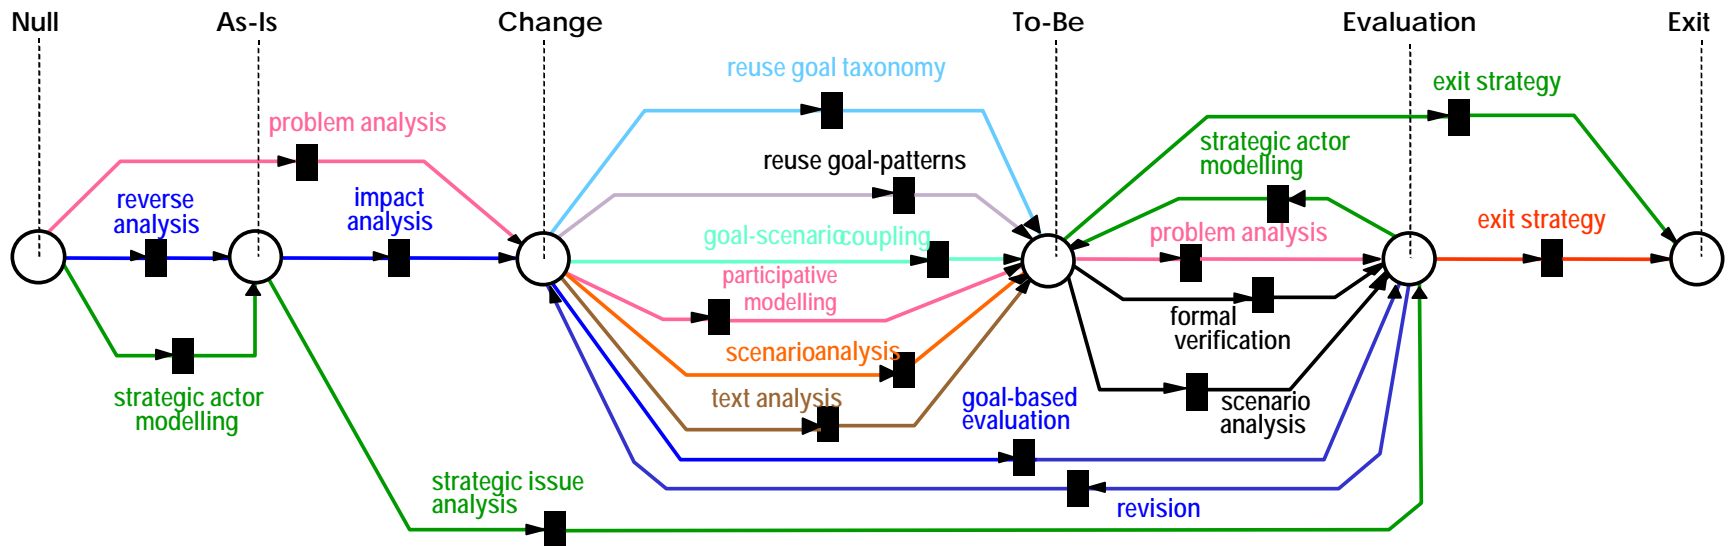 Null
As-Is
Change
To-Be
Evaluation
Exit
reuse goal taxonomy
exit strategy
problem analysis
strategic actor
modelling
reuse goal-patterns
reverse
analysis
impact
analysis
goal-scenario coupling
problem analysis
exit strategy
participative
modelling
formal
verification
scenario analysis
text analysis
goal-based
evaluation
scenario
analysis
strategic actor
modelling
strategic issue
analysis
revision